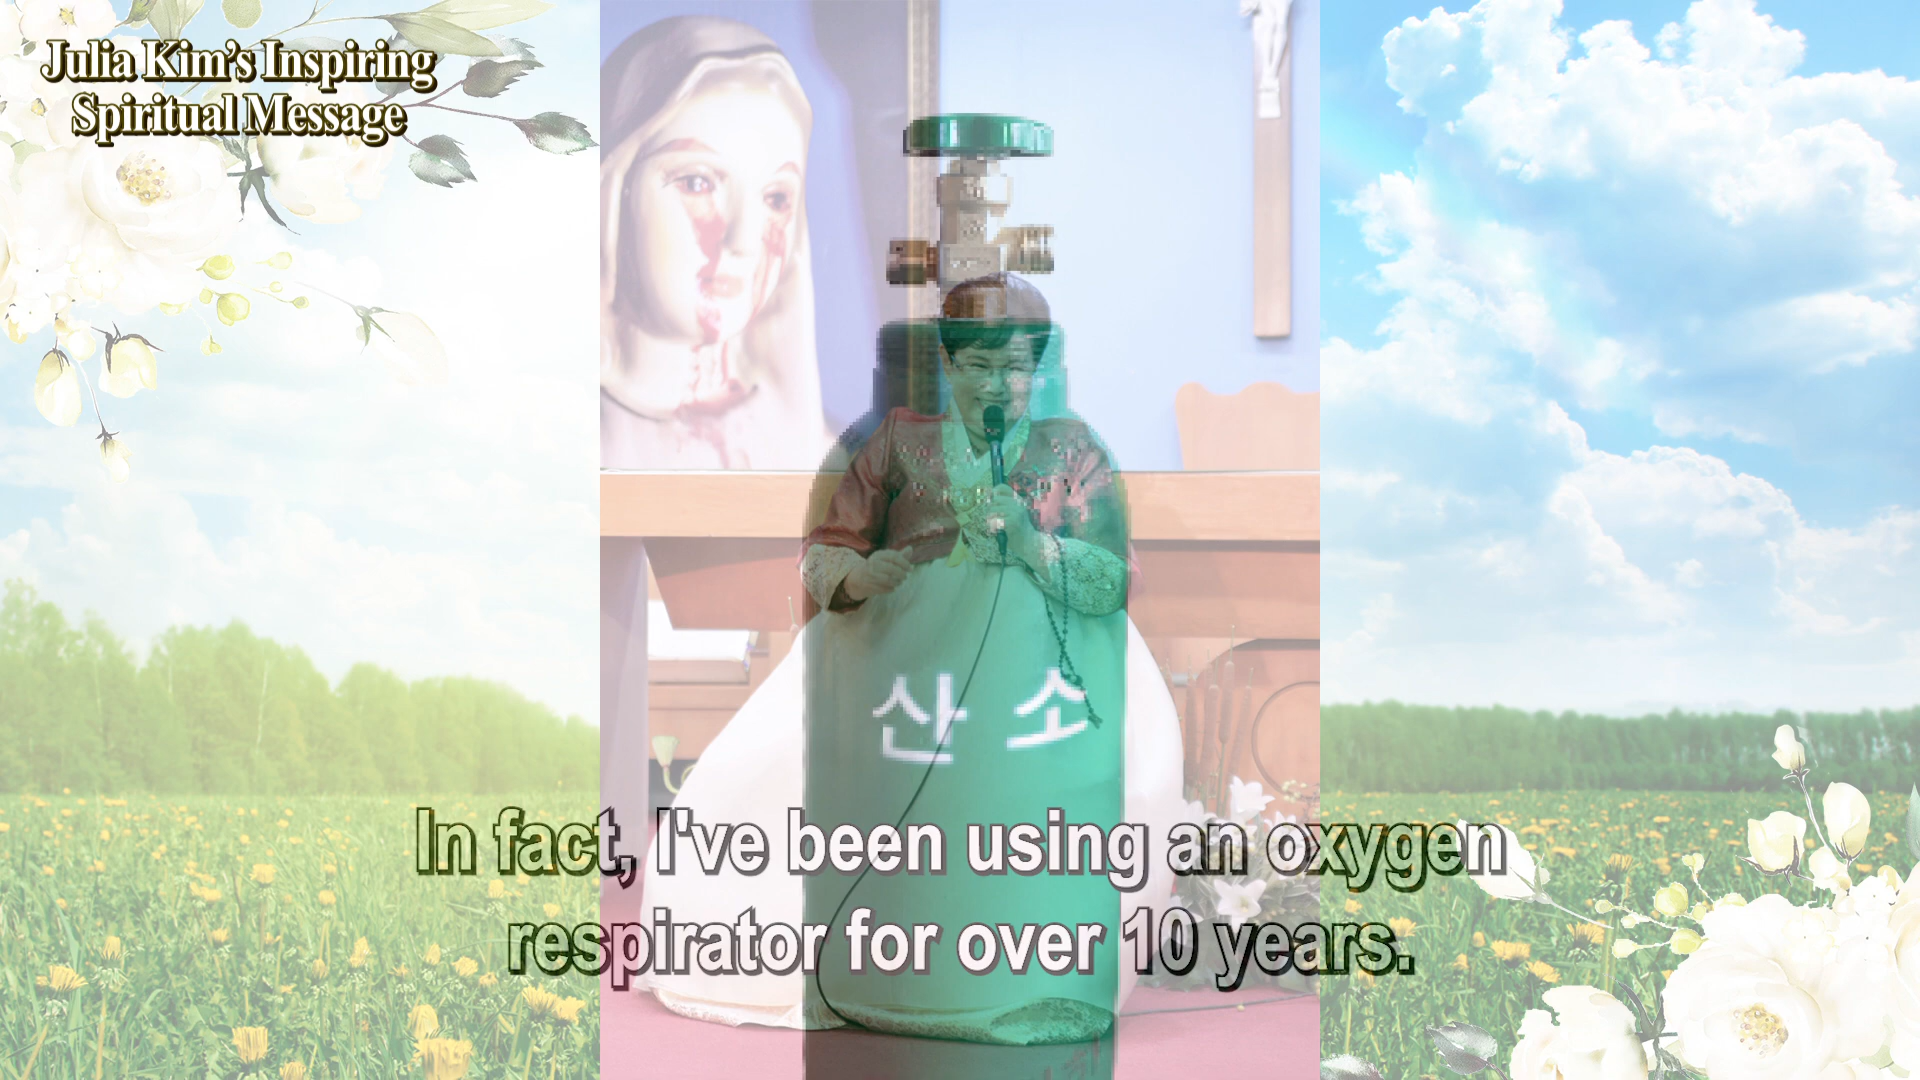 Julia Kim's Inspiring
Spiritual Message
산소
In fact, I've been using an oxygen
respirator for over 10 years.